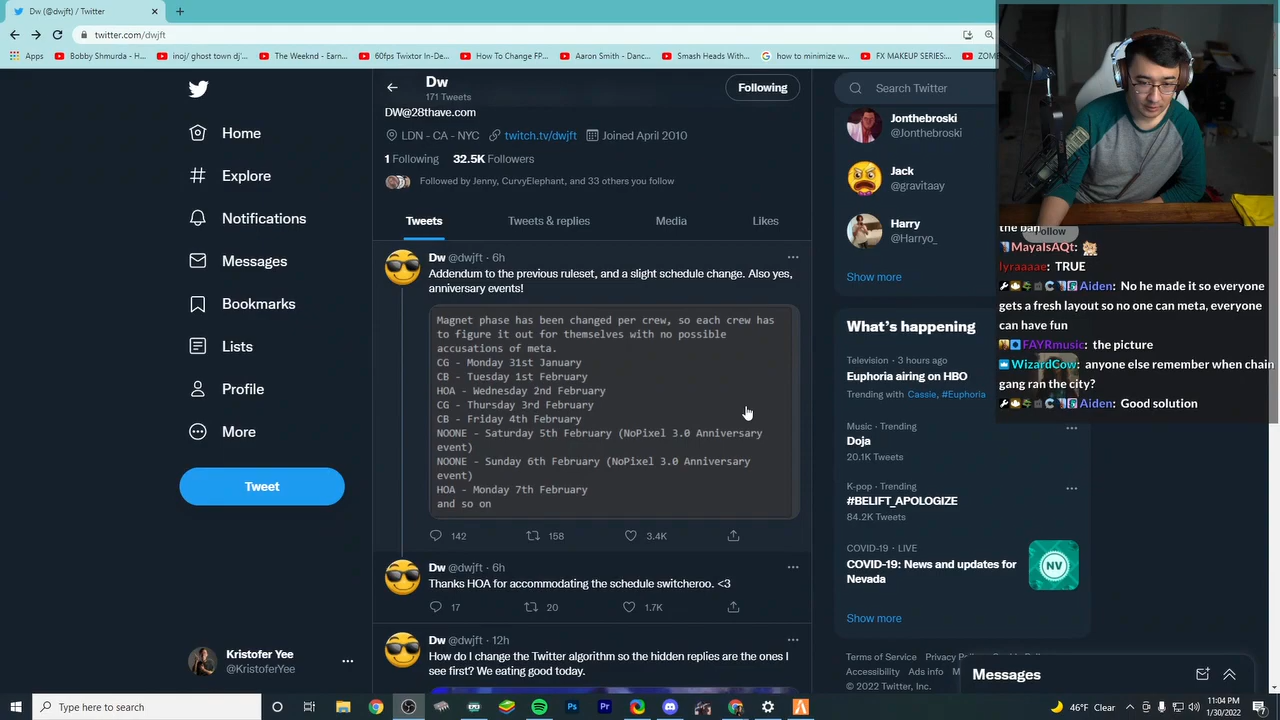 Dw (@dwjft) / Twitter
twitter.com/dwjft
Apps
Bobby Shmurda - H...
inoj/ ghost town dj'...
The Weeknd - Earn...
60fps Twixtor In-De...
How To Change FP...
Aaron Smith - Danc...
Smash Heads With...
how to minimize w...
FX MAKEUP SERIES:...
Dw
171 Tweets
Following
DW@28thave.com
LDN - CA - NYC
twitch.tv/dwjft
Joined April 2010
1 Following 32.5K Followers
Followed by Jenny, CurvyElephant, and 33 others you follow
Tweets
Tweets & replies
Media
Likes
Home
Explore
Notifications
Messages
Bookmarks
Lists
Profile
More
Tweet
Kristofer Yee
@KristoferYee
Dw @dwjft · 6h
Addendum to the previous ruleset, and a slight schedule change. Also yes,
anniversary events!
Magnet phase has been changed per crew, so each crew has
to figure it out for themselves with no possible
accusations of meta.
CG - Monday 31st January
CB - Tuesday 1st February
HOA - Wednesday 2nd February
CG - Thursday 3rd February
CB - Friday 4th February
NOONE - Saturday 5th February (NoPixel 3.0 Anniversary
event)
NOONE - Sunday 6th February (NoPixel 3.0 Anniversary
event)
HOA - Monday 7th February
and so on
142
158
3.4K
Dw @dwjft · 6h
Thanks HOA for accommodating the schedule switcheroo. <3
17
20
1.7K
Dw @dwjft · 12h
How do I change the Twitter algorithm so the hidden replies are the ones I
see first? We eating good today.
Search Twitter
Jonthebroski
@Jonthebroski
Jack
@gravitaay
Harry
@Harryo_
Show more
What's happening
Television · 3 hours ago
Euphoria airing on HBO
Trending with Cassie, #Euphoria
Music · Trending
Doja
20.1K Tweets
K-pop · Trending
#BELIFT_APOLOGIZE
84.2K Tweets
COVID-19 · LIVE
COVID-19: News and updates for
Nevada
NV
Show more
Terms of Service
Accessibility Ads info
© 2022 Twitter, Inc.
Messages
Follow
the ban
MayaIsAQt:
lyraaaae: TRUE
Aiden: No he made it so everyone
gets a fresh layout so no one can meta, everyone
can have fun
FAYRmusic: the picture
WizardCow: anyone else remember when chain
gang ran the city?
Aiden: Good solution
Type here to search
46°F Clear
11:04 PM
1/30/2022